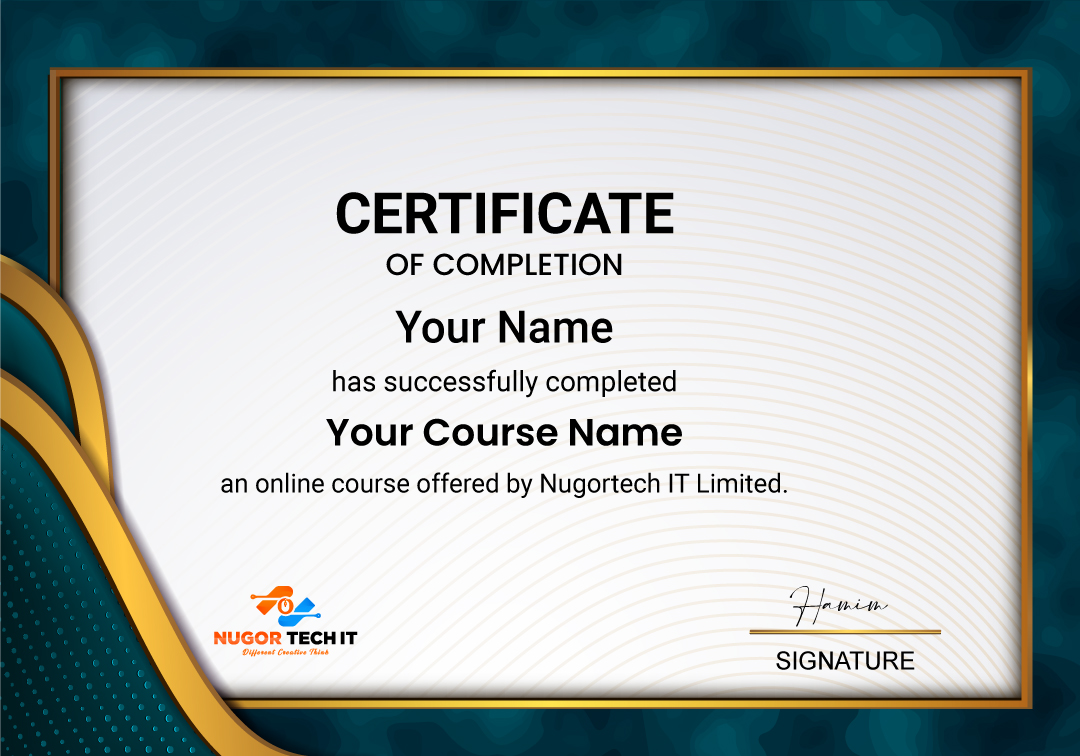 CERTIFICATE
OF COMPLETION
Your Name
has successfully completed
Your Course Name
an online course offered by Nugortech IT Limited.
NUGOR TECH IT
Different Creative Think
Hamim
SIGNATURE